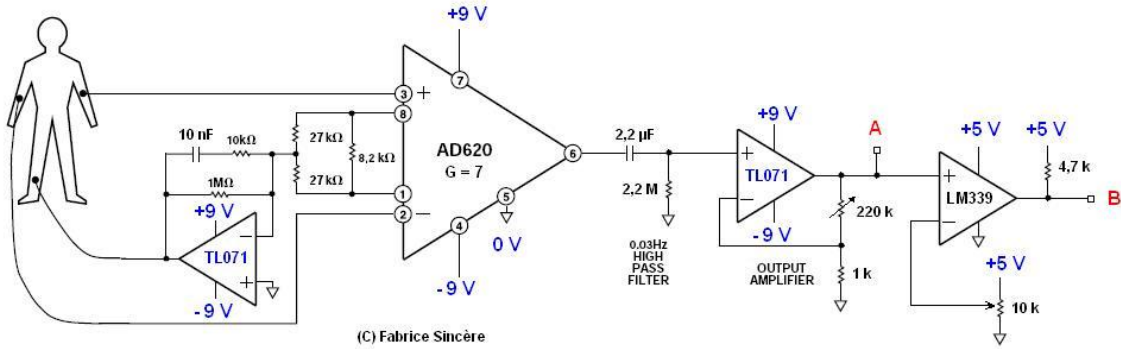 +9 V
7
3
+
8
10 nF
10kΩ
27 kΩ
8,2 kΩ
27 kΩ
1MΩ
AD620
G = 7
6
1
2
−
5
4
0 V
- 9 V
+9 V
TL071
−
+
- 9 V
2,2 µF
2,2 M
0.03Hz
HIGH
PASS
FILTER
+9 V
+
TL071
−
- 9 V
OUTPUT
AMPLIFIER
A
220 k
1 k
+5 V
+
LM339
−
+5 V
4,7 k
B
+5 V
10 k
(C) Fabrice Sincère